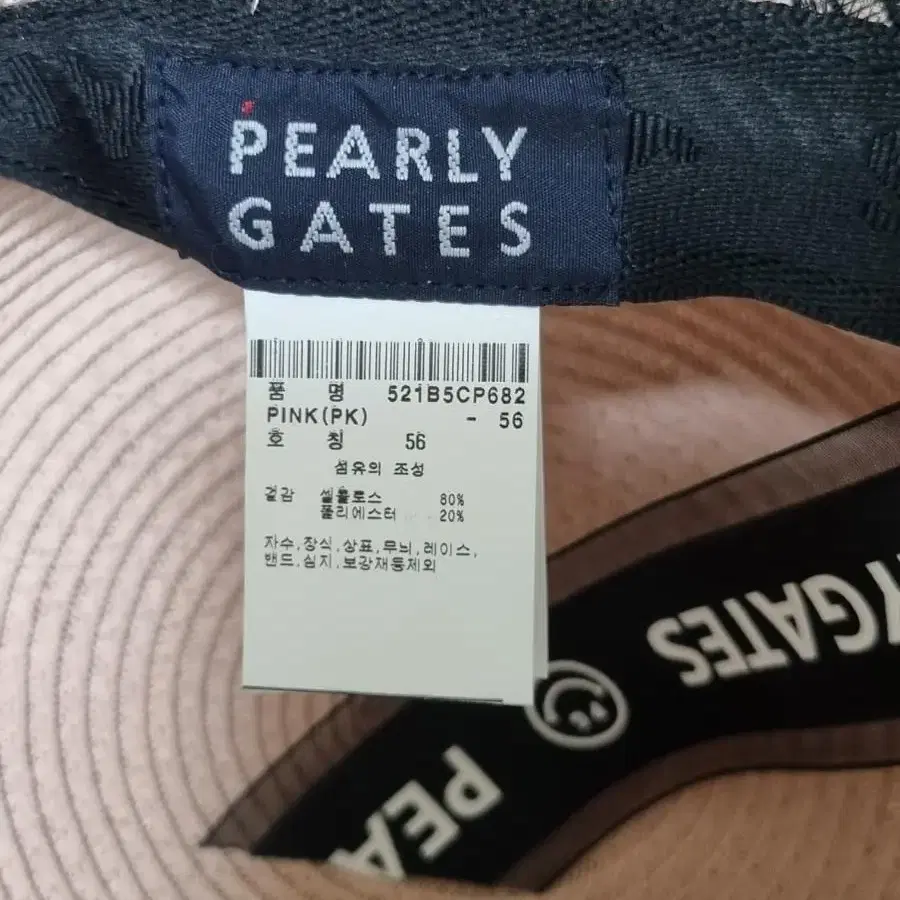 PEARLY
GATES
품 명 521B5CP682
PINK(PK) - 56
호 칭 56
섬유의 조성
겉감 셀룰로스 80%
폴리에스터 20%
자수,장식,상표,무늬,레이스,
밴드,심지,보강재등제외
Y GATES
PEA